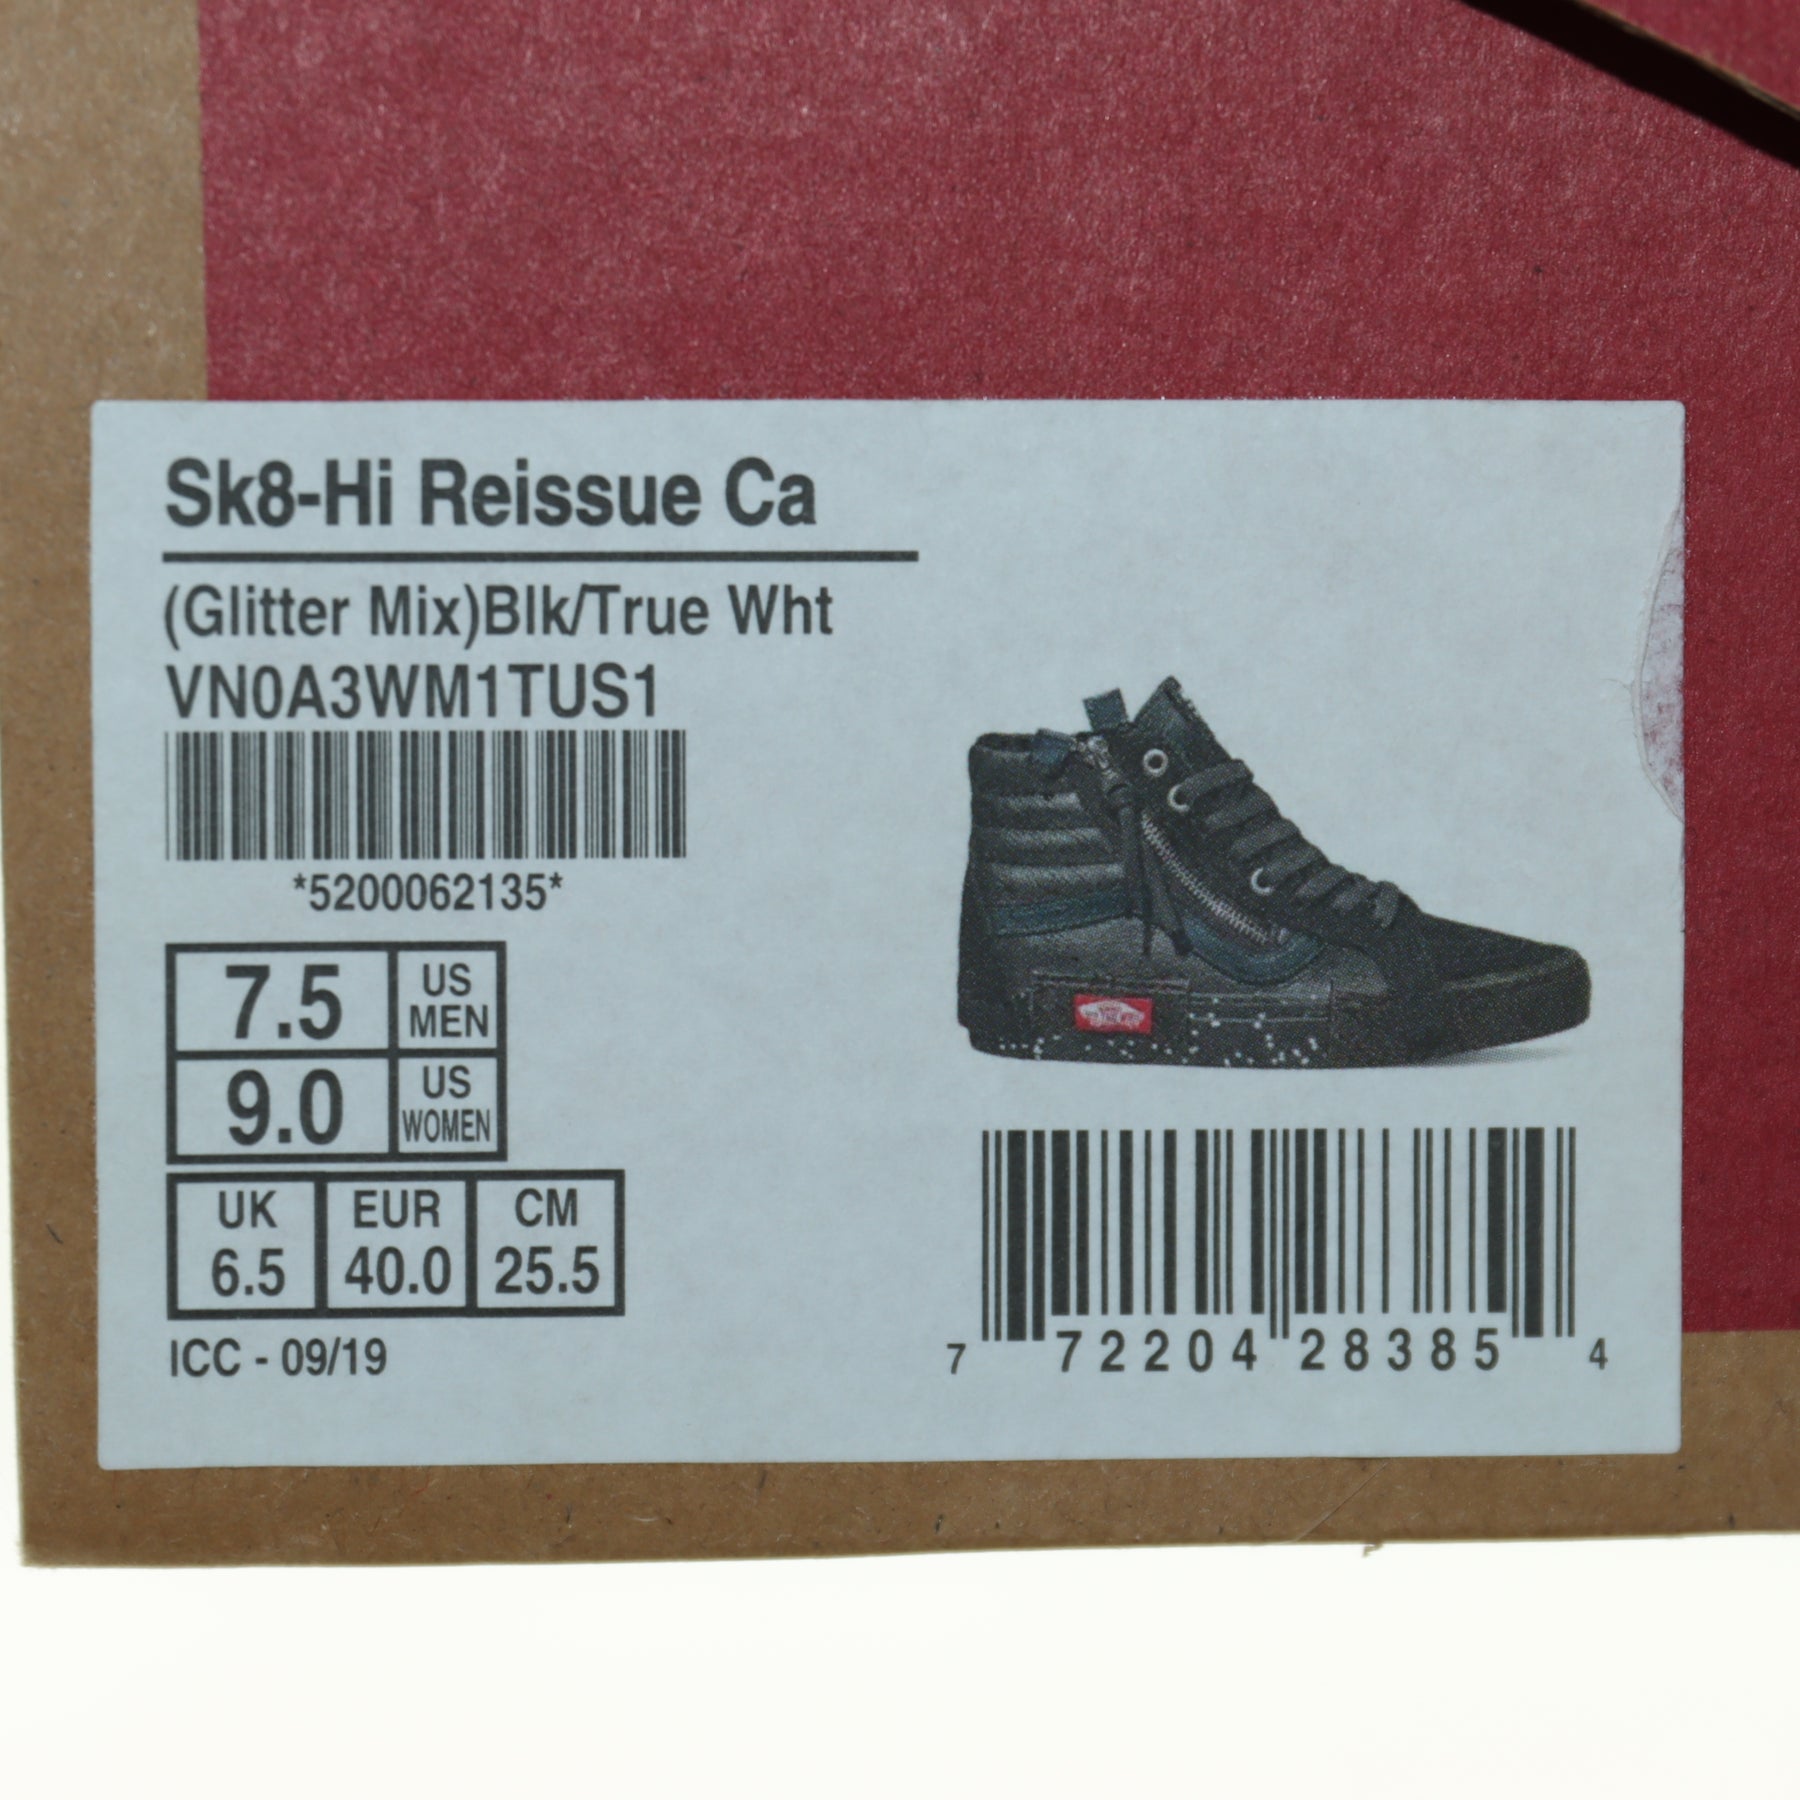 Sk8-Hi Reissue Ca
(Glitter Mix)Blk/True Wht
VN0A3WM1TUS1
*5200062135*
7.5 US MEN
9.0 US WOMEN
UK EUR CM
6.5 40.0 25.5
ICC - 09/19
7 72204 28385 4